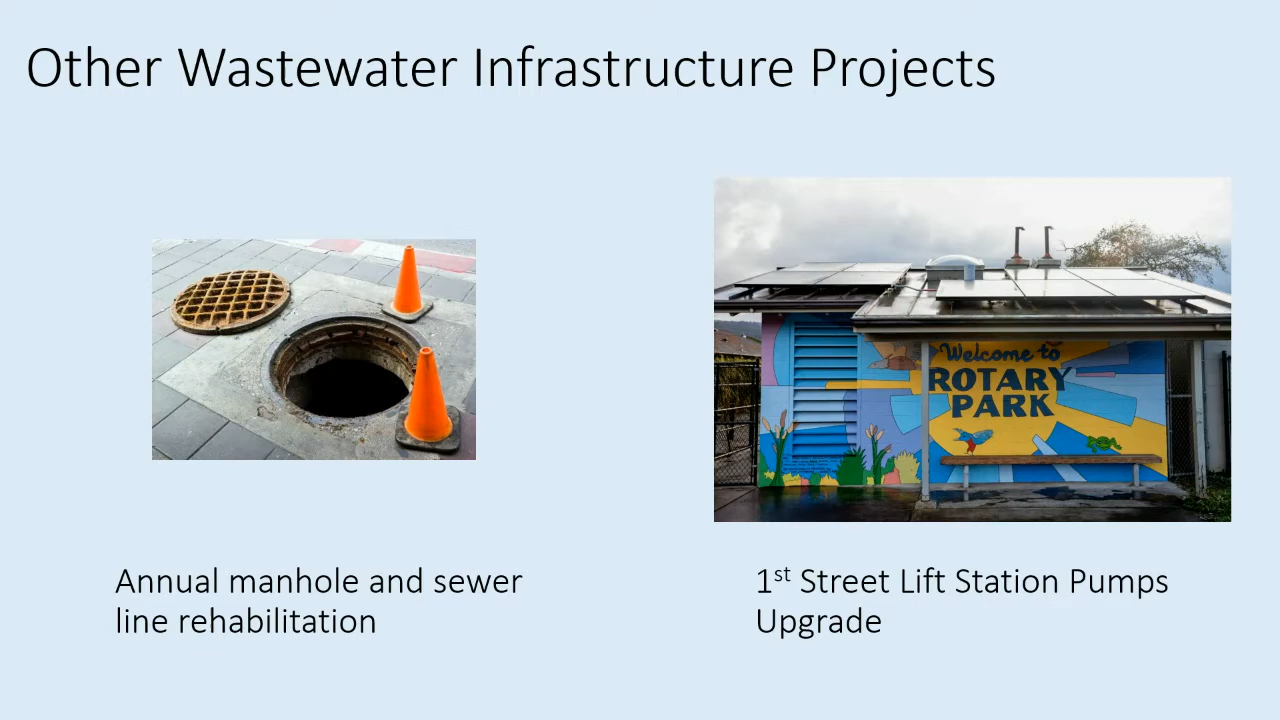 Other Wastewater Infrastructure Projects
Welcome to
ROTARY
PARK
Annual manhole and sewer
line rehabilitation
1st Street Lift Station Pumps
Upgrade